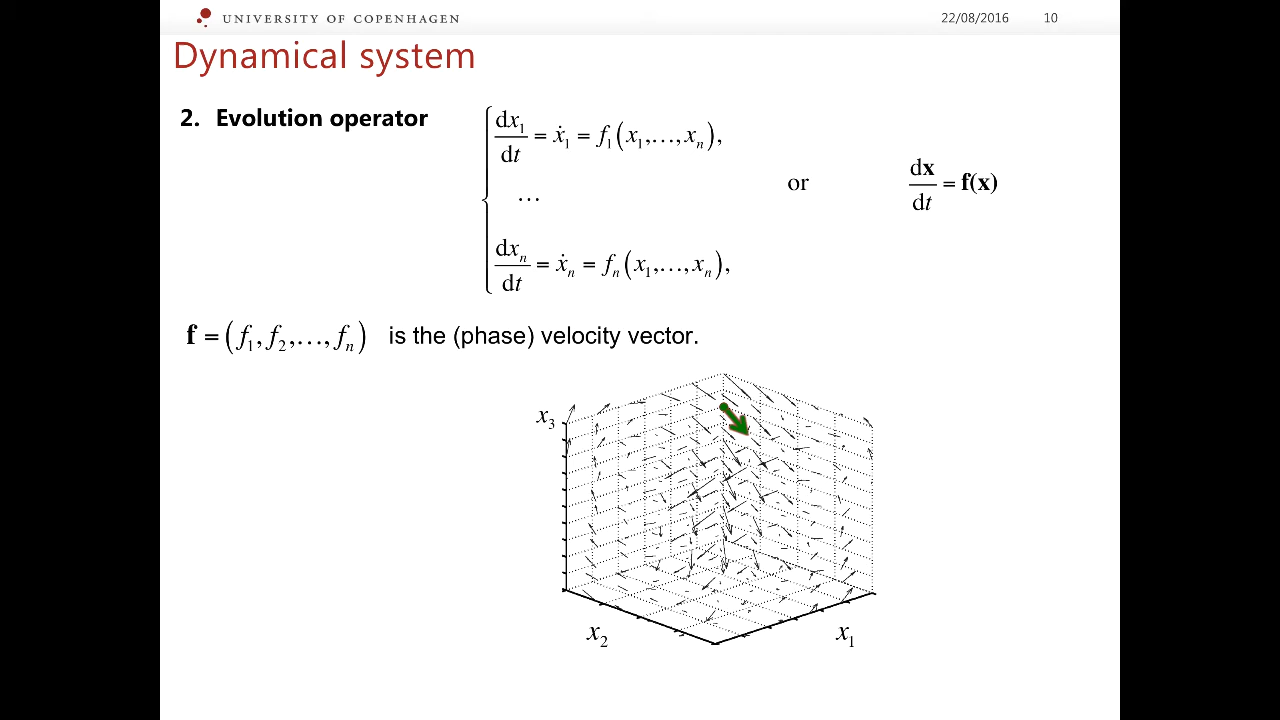 UNIVERSITY OF COPENHAGEN 22/08/2016 10
Dynamical system
2. Evolution operator
dx₁/dt = ẋ₁ = f₁(x₁,…,xₙ),
…
dxₙ/dt = ẋₙ = fₙ(x₁,…,xₙ),
or
dx/dt = f(x)
f = (f₁, f₂,…, fₙ) is the (phase) velocity vector.
x₃
x₂
x₁